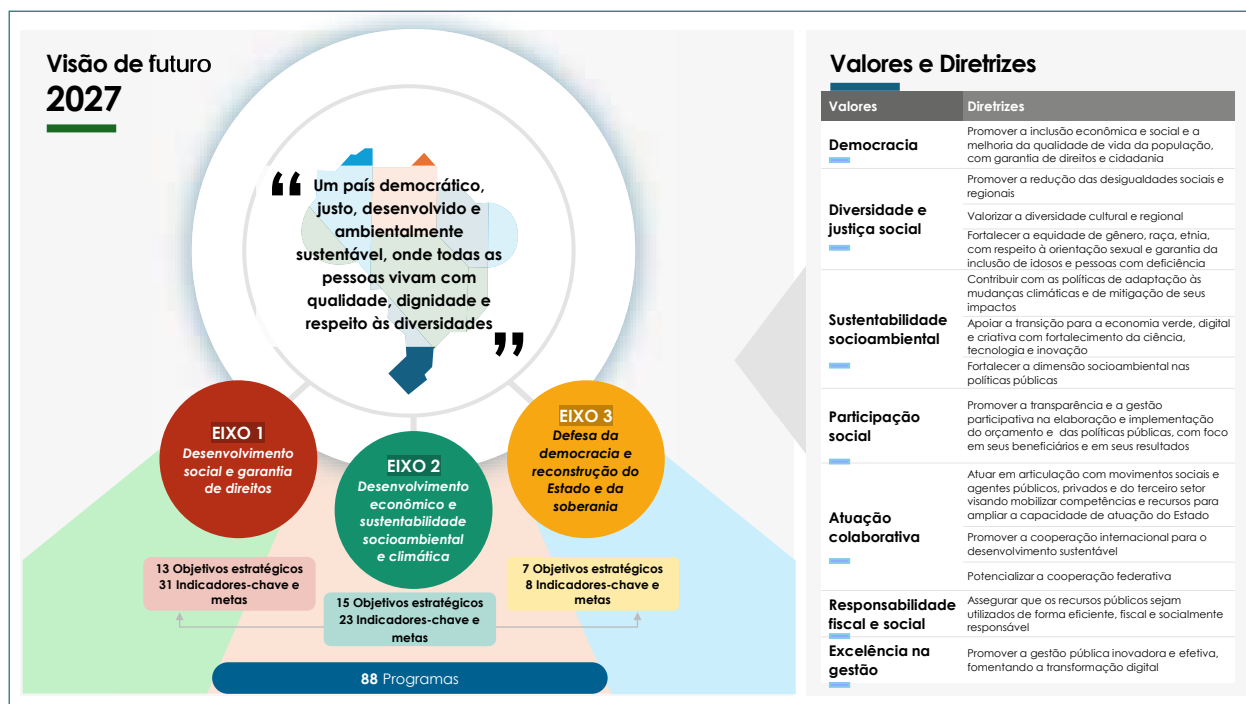 Visão de futuro
2027
“
Um país democrático,
justo, desenvolvido e
ambientalmente
sustentável, onde todas as
pessoas vivam com
qualidade, dignidade e
respeito às diversidades
”
EIXO 1
Desenvolvimento
social e garantia
de direitos
EIXO 2
Desenvolvimento
econômico e
sustentabilidade
socioambiental
e climática
EIXO 3
Defesa da
democracia e
reconstrução do
Estado e da
soberania
13 Objetivos estratégicos
31 Indicadores-chave e
metas
15 Objetivos estratégicos
23 Indicadores-chave e
metas
7 Objetivos estratégicos
8 Indicadores-chave e
metas
88 Programas
Valores e Diretrizes
Valores
Diretrizes
Democracia
Promover a inclusão econômica e social e a
melhoria da qualidade de vida da população,
com garantia de direitos e cidadania
Diversidade e
justiça social
Promover a redução das desigualdades sociais e
regionais
Valorizar a diversidade cultural e regional
Fortalecer a equidade de gênero, raça, etnia,
com respeito à orientação sexual e garantia da
inclusão de idosos e pessoas com deficiência
Sustentabilidade
socioambiental
Contribuir com as políticas de adaptação às
mudanças climáticas e de mitigação de seus
impactos
Apoiar a transição para a economia verde, digital
e criativa com fortalecimento da ciência,
tecnologia e inovação
Fortalecer a dimensão socioambiental nas
políticas públicas
Participação
social
Promover a transparência e a gestão
participativa na elaboração e implementação
do orçamento e das políticas públicas, com foco
em seus beneficiários e em seus resultados
Atuação
colaborativa
Atuar em articulação com movimentos sociais e
agentes públicos, privados e do terceiro setor
visando mobilizar competências e recursos para
ampliar a capacidade de atuação do Estado
Promover a cooperação internacional para o
desenvolvimento sustentável
Potencializar a cooperação federativa
Responsabilidade
fiscal e social
Assegurar que os recursos públicos sejam
utilizados de forma eficiente, fiscal e socialmente
responsável
Excelência na
gestão
Promover a gestão pública inovadora e efetiva,
fomentando a transformação digital